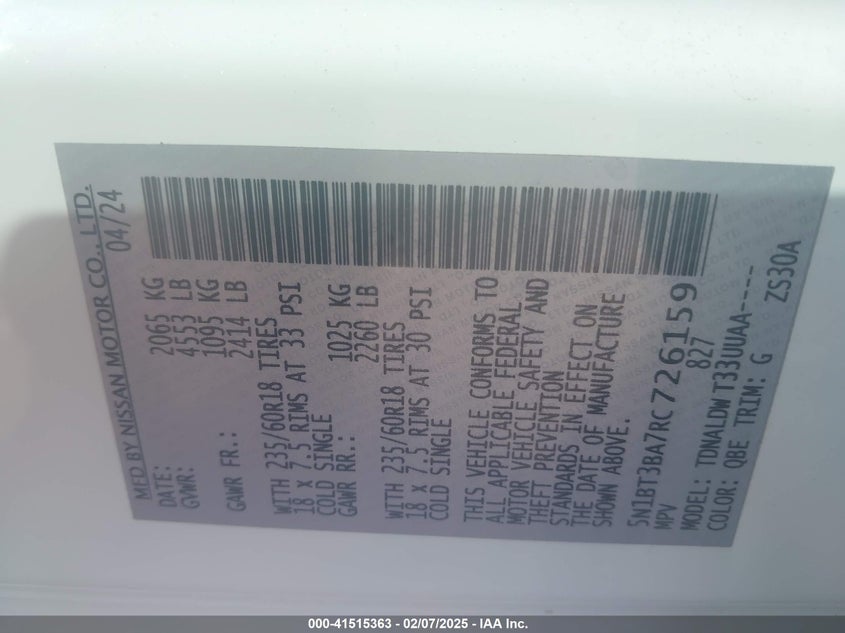 MFD BY NISSAN MOTOR CO., LTD.
DATE: 04/24
GVWR: 2065 KG
4553 LB
GAWR FR.: 1095 KG
2414 LB
WITH 235/60R18 TIRES
18 X 7.5 RIMS AT 33 PSI
COLD SINGLE
GAWR RR.: 1025 KG
2260 LB
WITH 235/60R18 TIRES
18 X 7.5 RIMS AT 30 PSI
COLD SINGLE
THIS VEHICLE CONFORMS TO
ALL APPLICABLE FEDERAL
MOTOR VEHICLE SAFETY AND
THEFT PREVENTION
STANDARDS IN EFFECT ON
THE DATE OF MANUFACTURE
SHOWN ABOVE.
5N1BT3BA7RC726159
MPV 827
MODEL: TDNALDW T33UUAA----
COLOR: QBE TRIM: G ZS30A
000-41515363 - 02/07/2025 - IAA Inc.